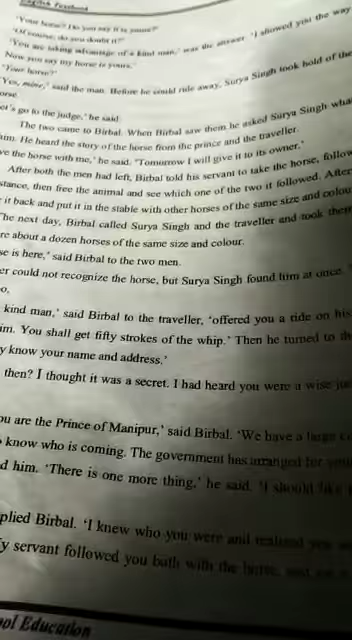 English Textbook
'Your horse? Do you say it is yours?'
'Of course, do you doubt it?'
'You are taking advantage of a kind man,' was the answer. 'I showed you the way
Now you say my horse is yours.'
'Your horse?'
'Yes, mine,' said the man. Before he could ride away, Surya Singh took hold of the
orse.
et's go to the judge,' he said.
The two came to Birbal. When Birbal saw them he asked Surya Singh wha
him. He heard the story of the horse from the prince and the traveller.
ve the horse with me,' he said. 'Tomorrow I will give it to its owner.'
After both the men had left, Birbal told his servant to take the horse, follow
stance, then free the animal and see which one of the two it followed. After
it back and put it in the stable with other horses of the same size and colou
The next day, Birbal called Surya Singh and the traveller and took them
re about a dozen horses of the same size and colour.
se is here,' said Birbal to the two men.
er could not recognize the horse, but Surya Singh found him at once.
o.
kind man,' said Birbal to the traveller, 'offered you a ride on his
im. You shall get fifty strokes of the whip.' Then he turned to th
y know your name and address.'
then? I thought it was a secret. I had heard you were a wise ju
ou are the Prince of Manipur,' said Birbal. 'We have a large
know who is coming. The government has arranged for your
d him. 'There is one more thing,' he said. 'I should like
plied Birbal. 'I knew who you were and realized you
y servant followed you both with the horse, and
ool Education